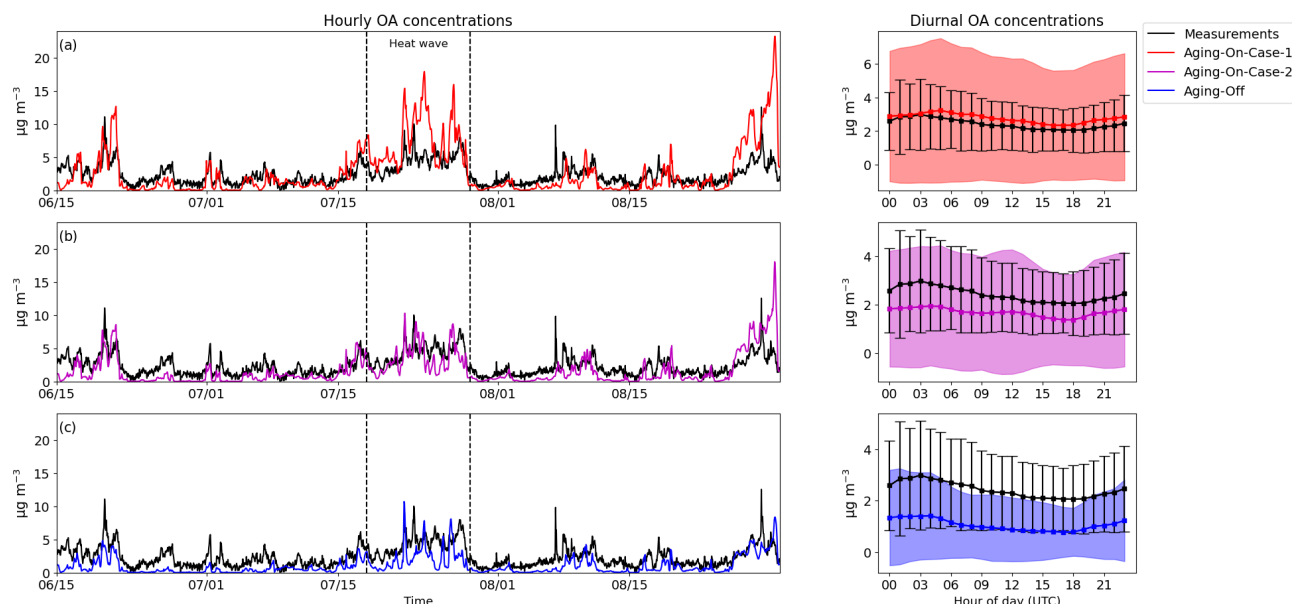 Hourly OA concentrations
Diurnal OA concentrations
(a)
Heat wave
µg m⁻³
20
15
10
5
0
06/15
07/01
07/15
08/01
08/15
µg m⁻³
6
4
2
0
00 03 06 09 12 15 18 21
Measurements
Aging-On-Case-1
Aging-On-Case-2
Aging-Off
(b)
µg m⁻³
20
15
10
5
0
06/15
07/01
07/15
08/01
08/15
µg m⁻³
4
2
0
00 03 06 09 12 15 18 21
(c)
µg m⁻³
20
15
10
5
0
06/15
07/01
07/15
08/01
08/15
Time
µg m⁻³
4
2
0
00 03 06 09 12 15 18 21
Hour of day (UTC)